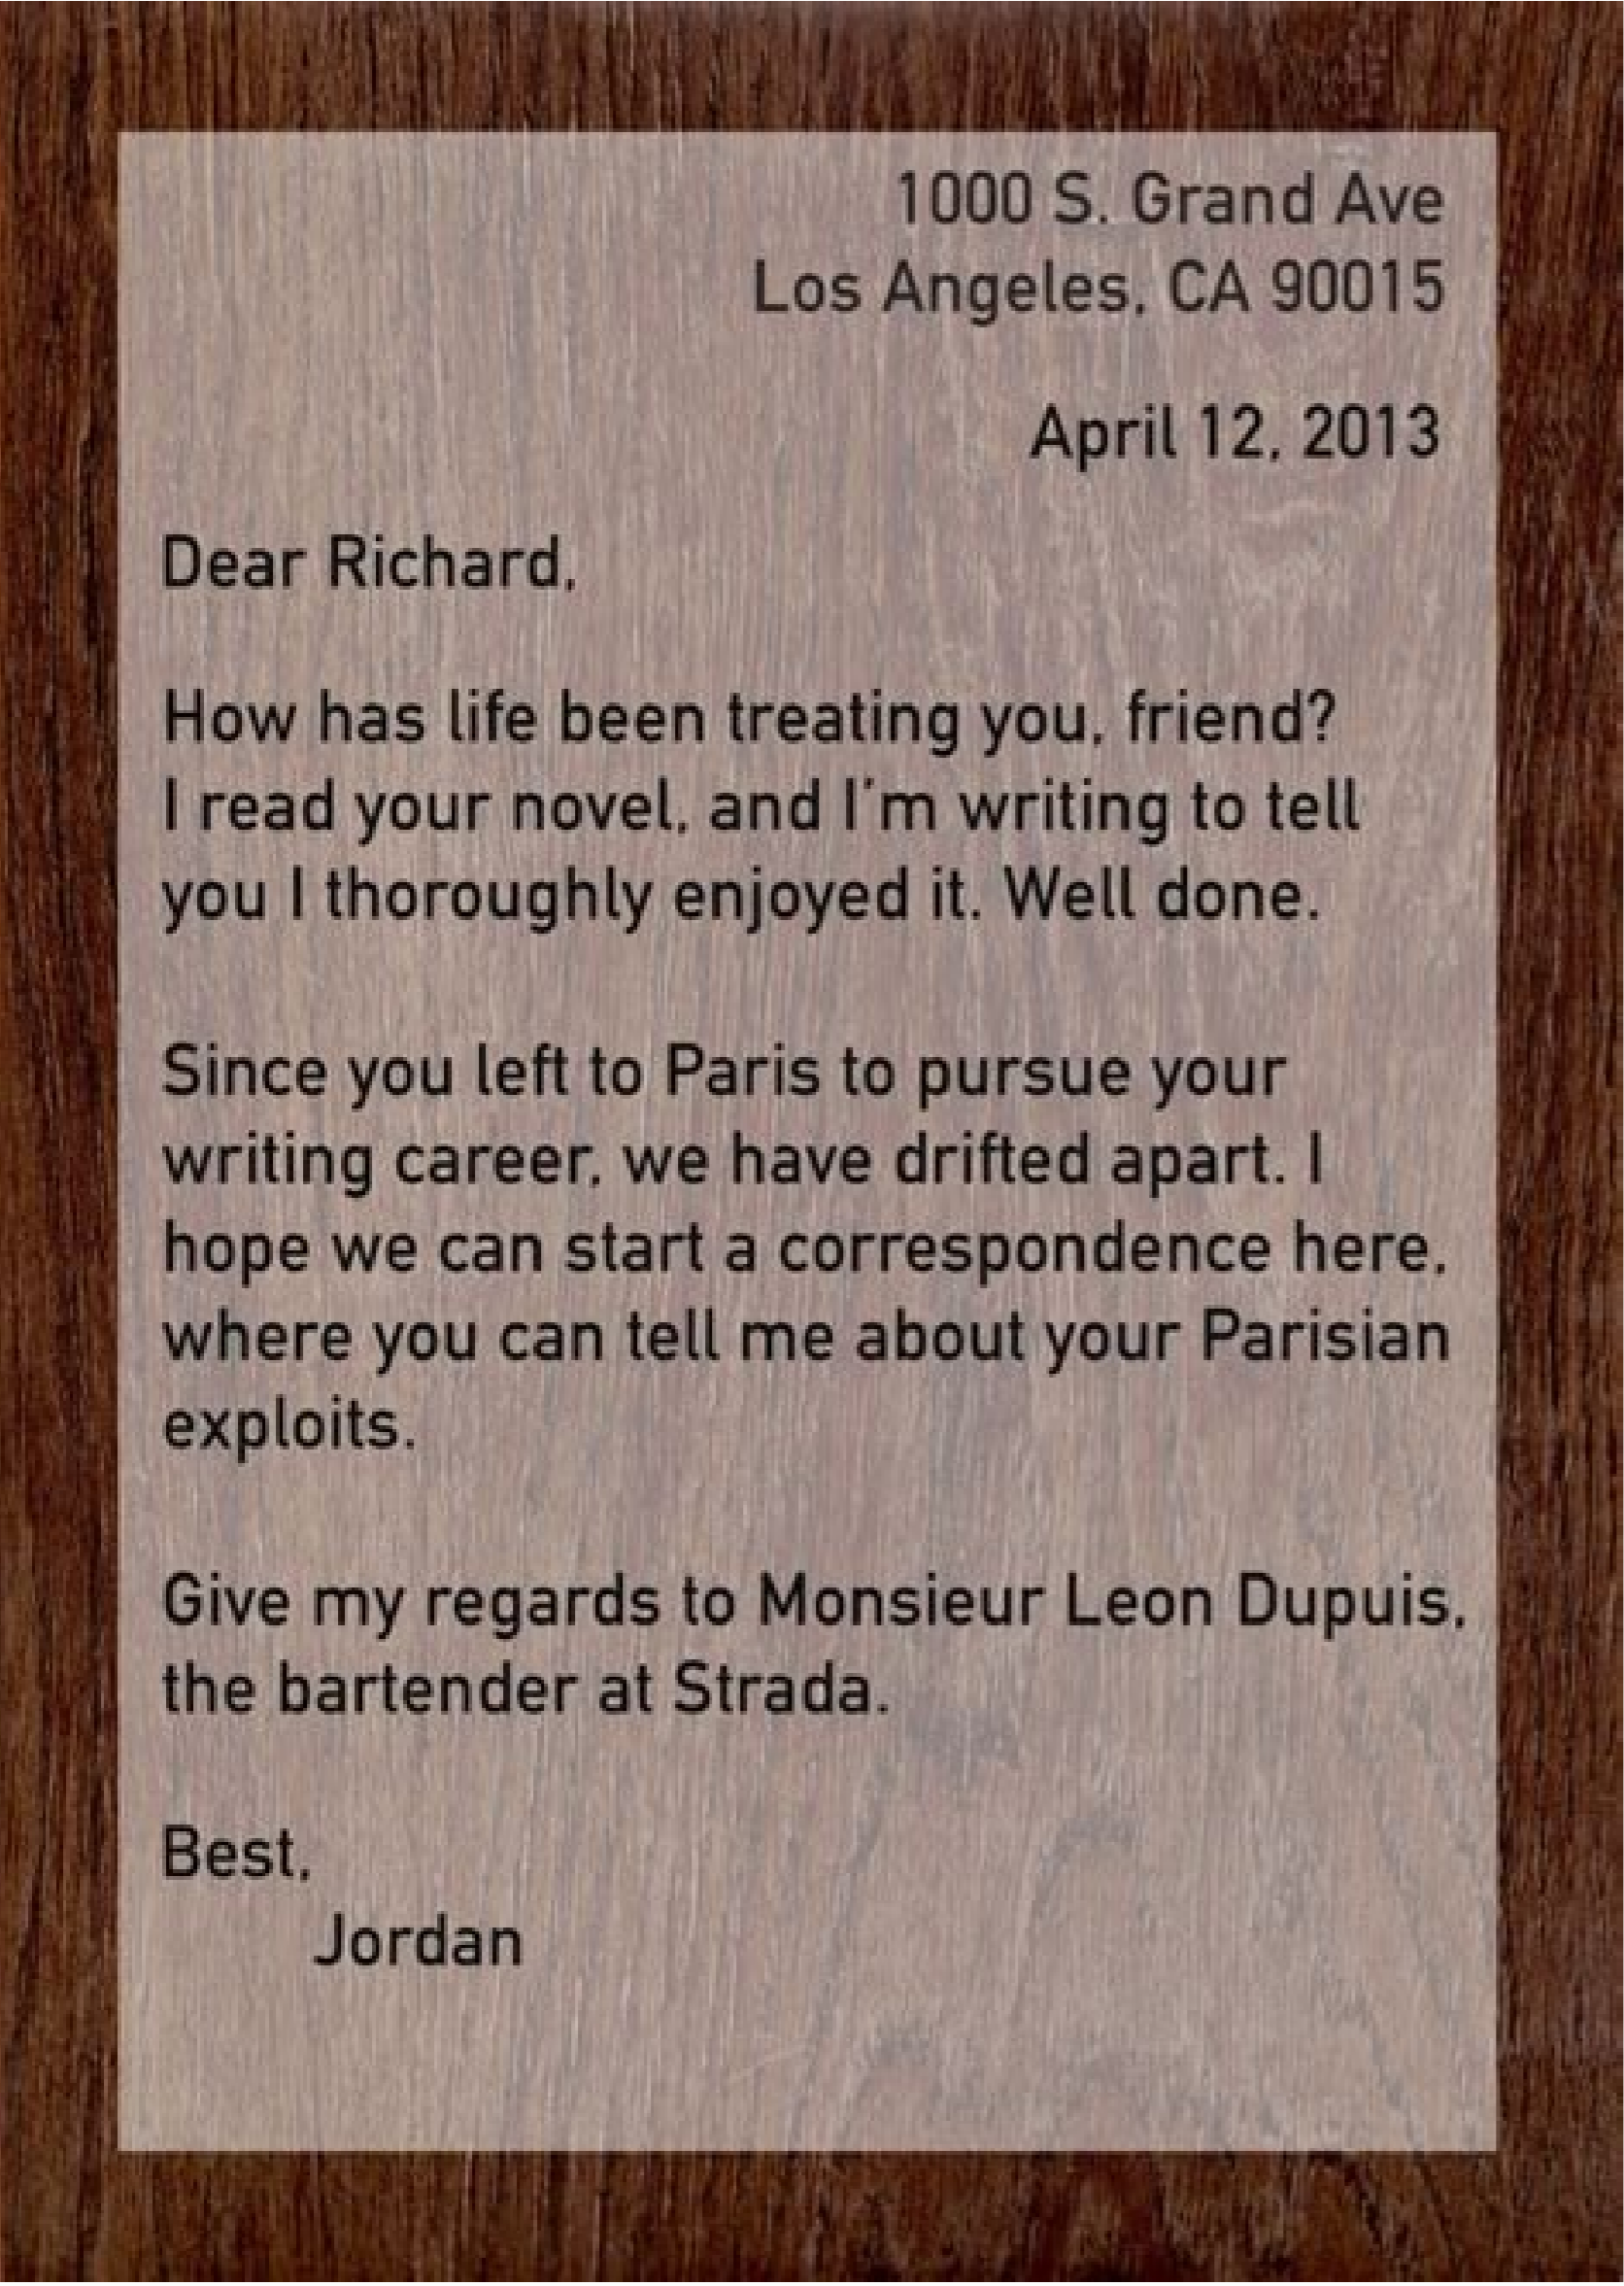 1000 S. Grand Ave
Los Angeles, CA 90015
April 12, 2013
Dear Richard,
How has life been treating you, friend?
I read your novel, and I'm writing to tell
you I thoroughly enjoyed it. Well done.
Since you left to Paris to pursue your
writing career, we have drifted apart. I
hope we can start a correspondence here,
where you can tell me about your Parisian
exploits.
Give my regards to Monsieur Leon Dupuis,
the bartender at Strada.
Best,
Jordan